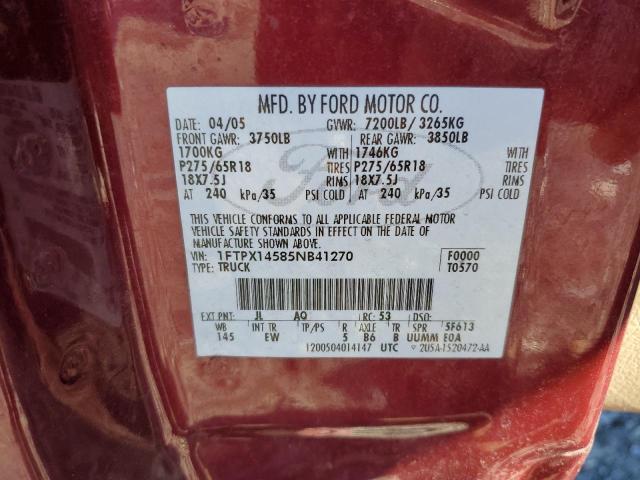 MFD. BY FORD MOTOR CO.
DATE: 04/05 GVWR: 7200LB/ 3265KG
FRONT GAWR: 3750LB REAR GAWR: 3850LB
1700KG WITH 1746KG WITH
P275/65R18 TIRES P275/65R18 TIRES
18X7.5J RIMS 18X7.5J RIMS
AT 240 kPa/35 PSI COLD AT 240 kPa/35 PSI COLD
THIS VEHICLE CONFORMS TO ALL APPLICABLE FEDERAL MOTOR
VEHICLE SAFETY STANDARDS IN EFFECT ON THE DATE OF
MANUFACTURE SHOWN ABOVE.
VIN: 1FTPX14585NB41270 F0000
TYPE: TRUCK T0570
EXT PNT: JL AQ RC: 53 DSO:
WB INT TR TP/PS R AXLE TR SPR 5F613
145 EW 5 B6 B UUMM E0A
1200504014147 UTC 2U5A-1520472-AA
Ford